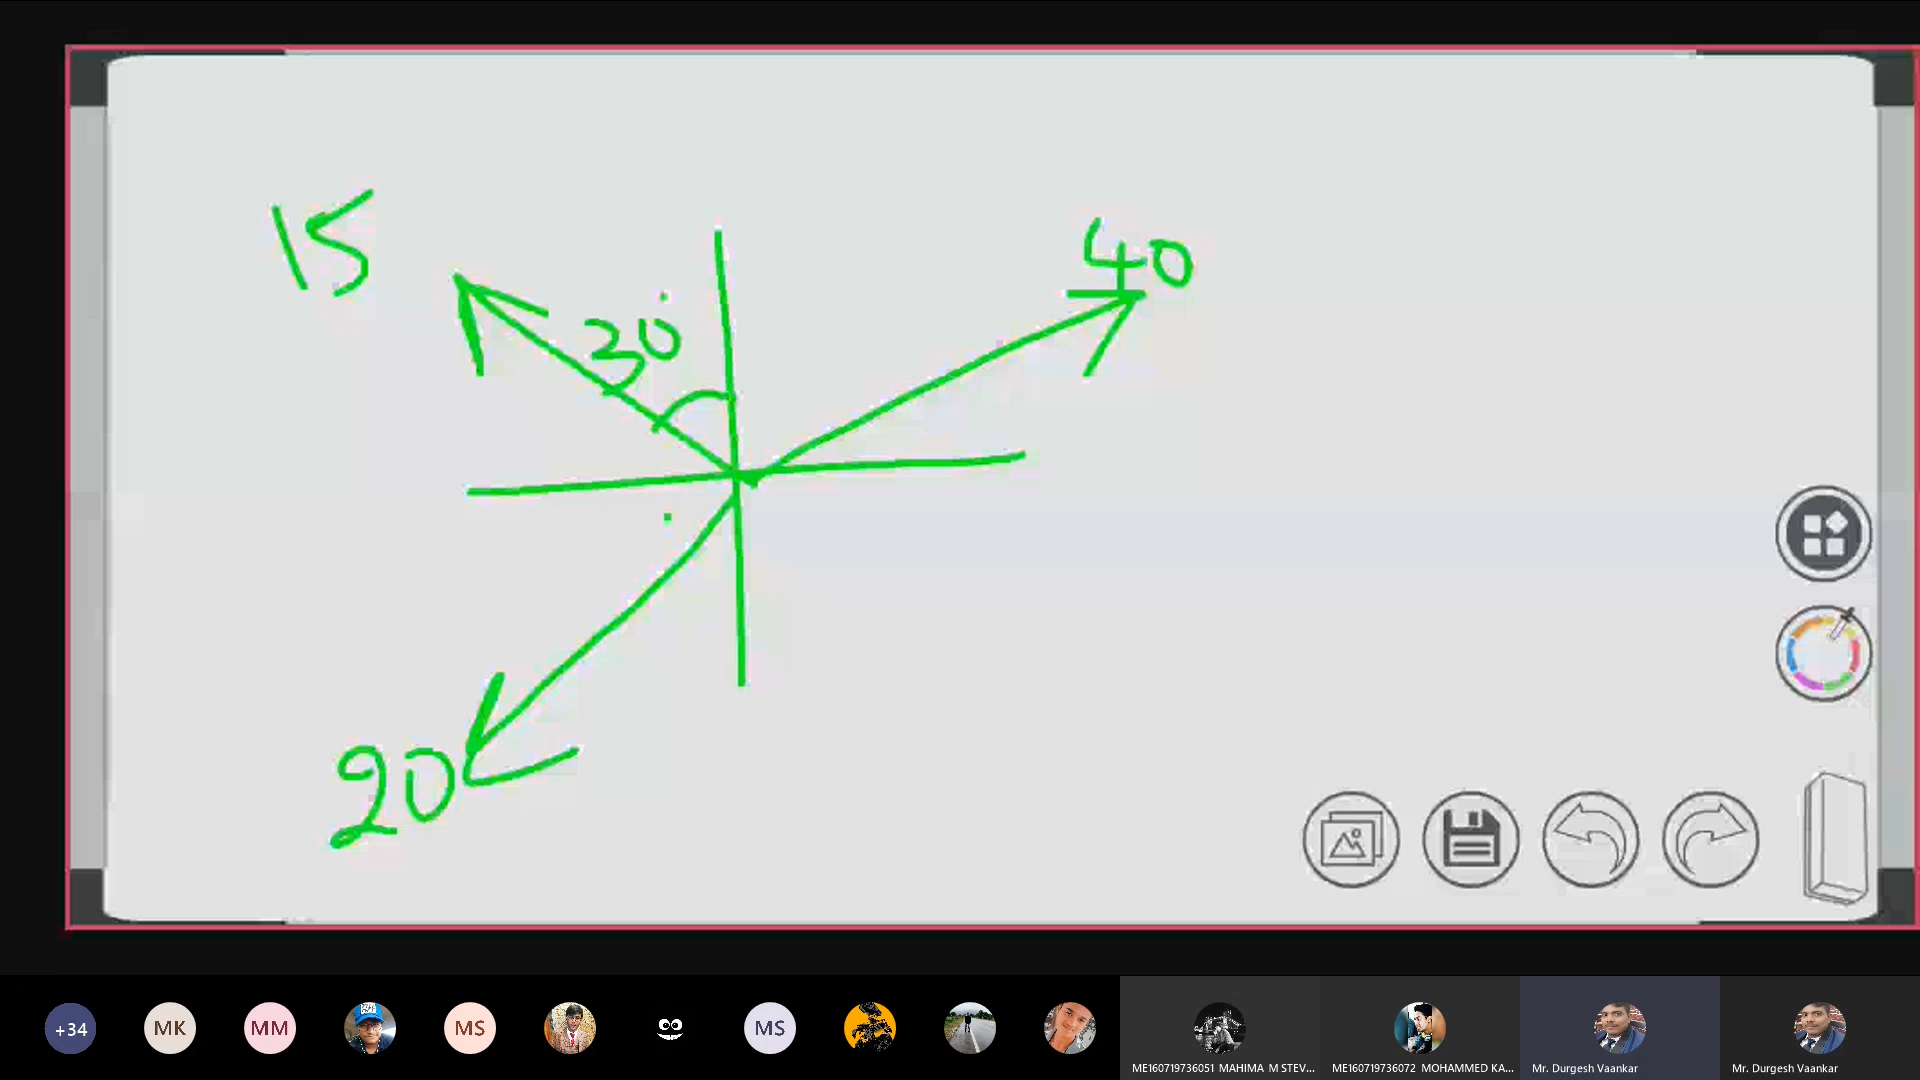 15
40
30°
20
+34
MK
MM
MS
MS
ME160719736051 MAHIMA M STEV...
ME160719736072 MOHAMMED KA...
Mr. Durgesh Vaankar
Mr. Durgesh Vaankar